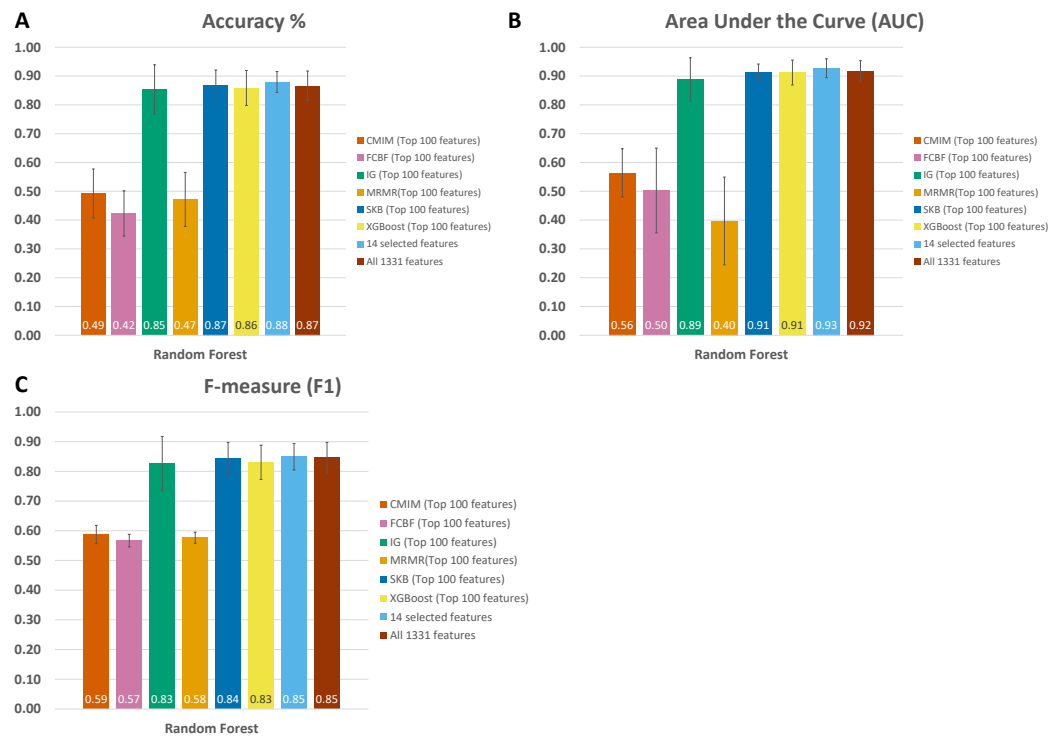 A
Accuracy %
1.00
0.90
0.80
0.70
0.60
0.50
0.40
0.30
0.20
0.10
0.00
0.49 0.42 0.85 0.47 0.87 0.86 0.88 0.87
Random Forest
CMIM (Top 100 features)
FCBF (Top 100 features)
IG (Top 100 features)
MRMR(Top 100 features)
SKB (Top 100 features)
XGBoost (Top 100 features)
14 selected features
All 1331 features
B
Area Under the Curve (AUC)
1.00
0.90
0.80
0.70
0.60
0.50
0.40
0.30
0.20
0.10
0.00
0.56 0.50 0.89 0.40 0.91 0.91 0.93 0.92
Random Forest
CMIM (Top 100 features)
FCBF (Top 100 features)
IG (Top 100 features)
MRMR(Top 100 features)
SKB (Top 100 features)
XGBoost (Top 100 features)
14 selected features
All 1331 features
C
F-measure (F1)
1.00
0.90
0.80
0.70
0.60
0.50
0.40
0.30
0.20
0.10
0.00
0.59 0.57 0.83 0.58 0.84 0.83 0.85 0.85
Random Forest
CMIM (Top 100 features)
FCBF (Top 100 features)
IG (Top 100 features)
MRMR(Top 100 features)
SKB (Top 100 features)
XGBoost (Top 100 features)
14 selected features
All 1331 features